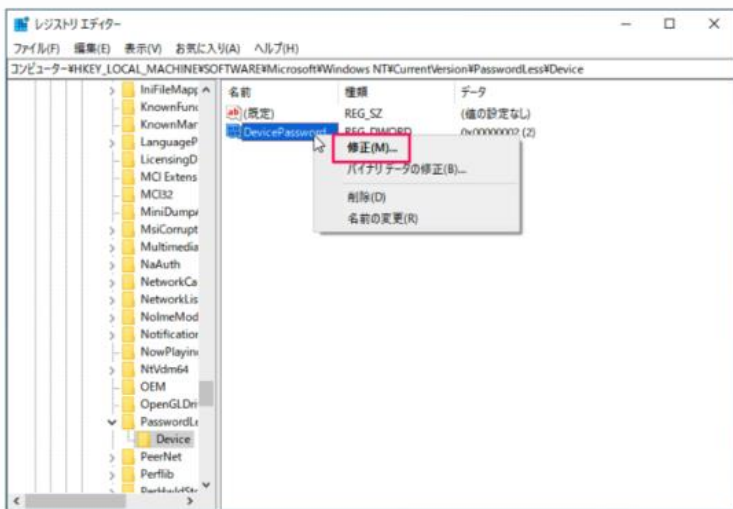 レジストリ エディター
ファイル(F) 編集(E) 表示(V) お気に入り(A) ヘルプ(H)
コンピューター¥HKEY_LOCAL_MACHINE¥SOFTWARE¥Microsoft¥Windows NT¥CurrentVersion¥PasswordLess¥Device
名前 種類 データ
(既定) REG_SZ (値の設定なし)
DevicePassword REG_DWORD 0x00000002 (2)
修正(M)...
バイナリ データの修正(B)...
削除(D)
名前の変更(R)
IniFileMapp
KnownFunc
KnownMan
LanguageP
LicensingD
MCI Extens
MCI32
MiniDumpA
MsiCorrupt
Multimedia
NaAuth
NetworkCa
NetworkLis
NoImeMod
Notification
NowPlayin
NtVdm64
OEM
OpenGLDri
PasswordLe
Device
PeerNet
Perflib